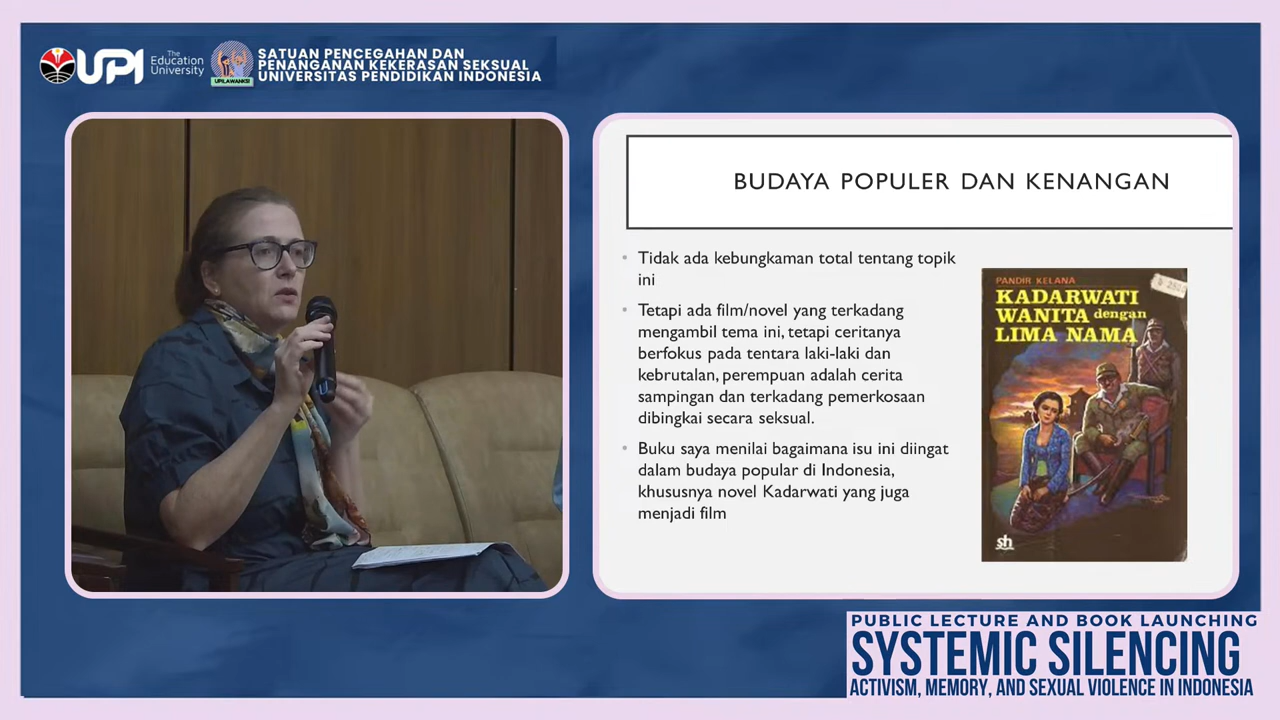 UPI
The
Education
University
UPILAWANKS!
SATUAN PENCEGAHAN DAN
PENANGANAN KEKERASAN SEKSUAL
UNIVERSITAS PENDIDIKAN INDONESIA
BUDAYA POPULER DAN KENANGAN
• Tidak ada kebungkaman total tentang topik
ini
• Tetapi ada film/novel yang terkadang
mengambil tema ini, tetapi ceritanya
berfokus pada tentara laki-laki dan
kebrutalan, perempuan adalah cerita
sampingan dan terkadang pemerkosaan
dibingkai secara seksual.
• Buku saya menilai bagaimana isu ini diingat
dalam budaya popular di Indonesia,
khususnya novel Kadarwati yang juga
menjadi film
PANDIR KELANA
KADARWATI
WANITA dengan
LIMA NAMA
sh
PUBLIC LECTURE AND BOOK LAUNCHING
SYSTEMIC SILENCING
ACTIVISM, MEMORY, AND SEXUAL VIOLENCE IN INDONESIA